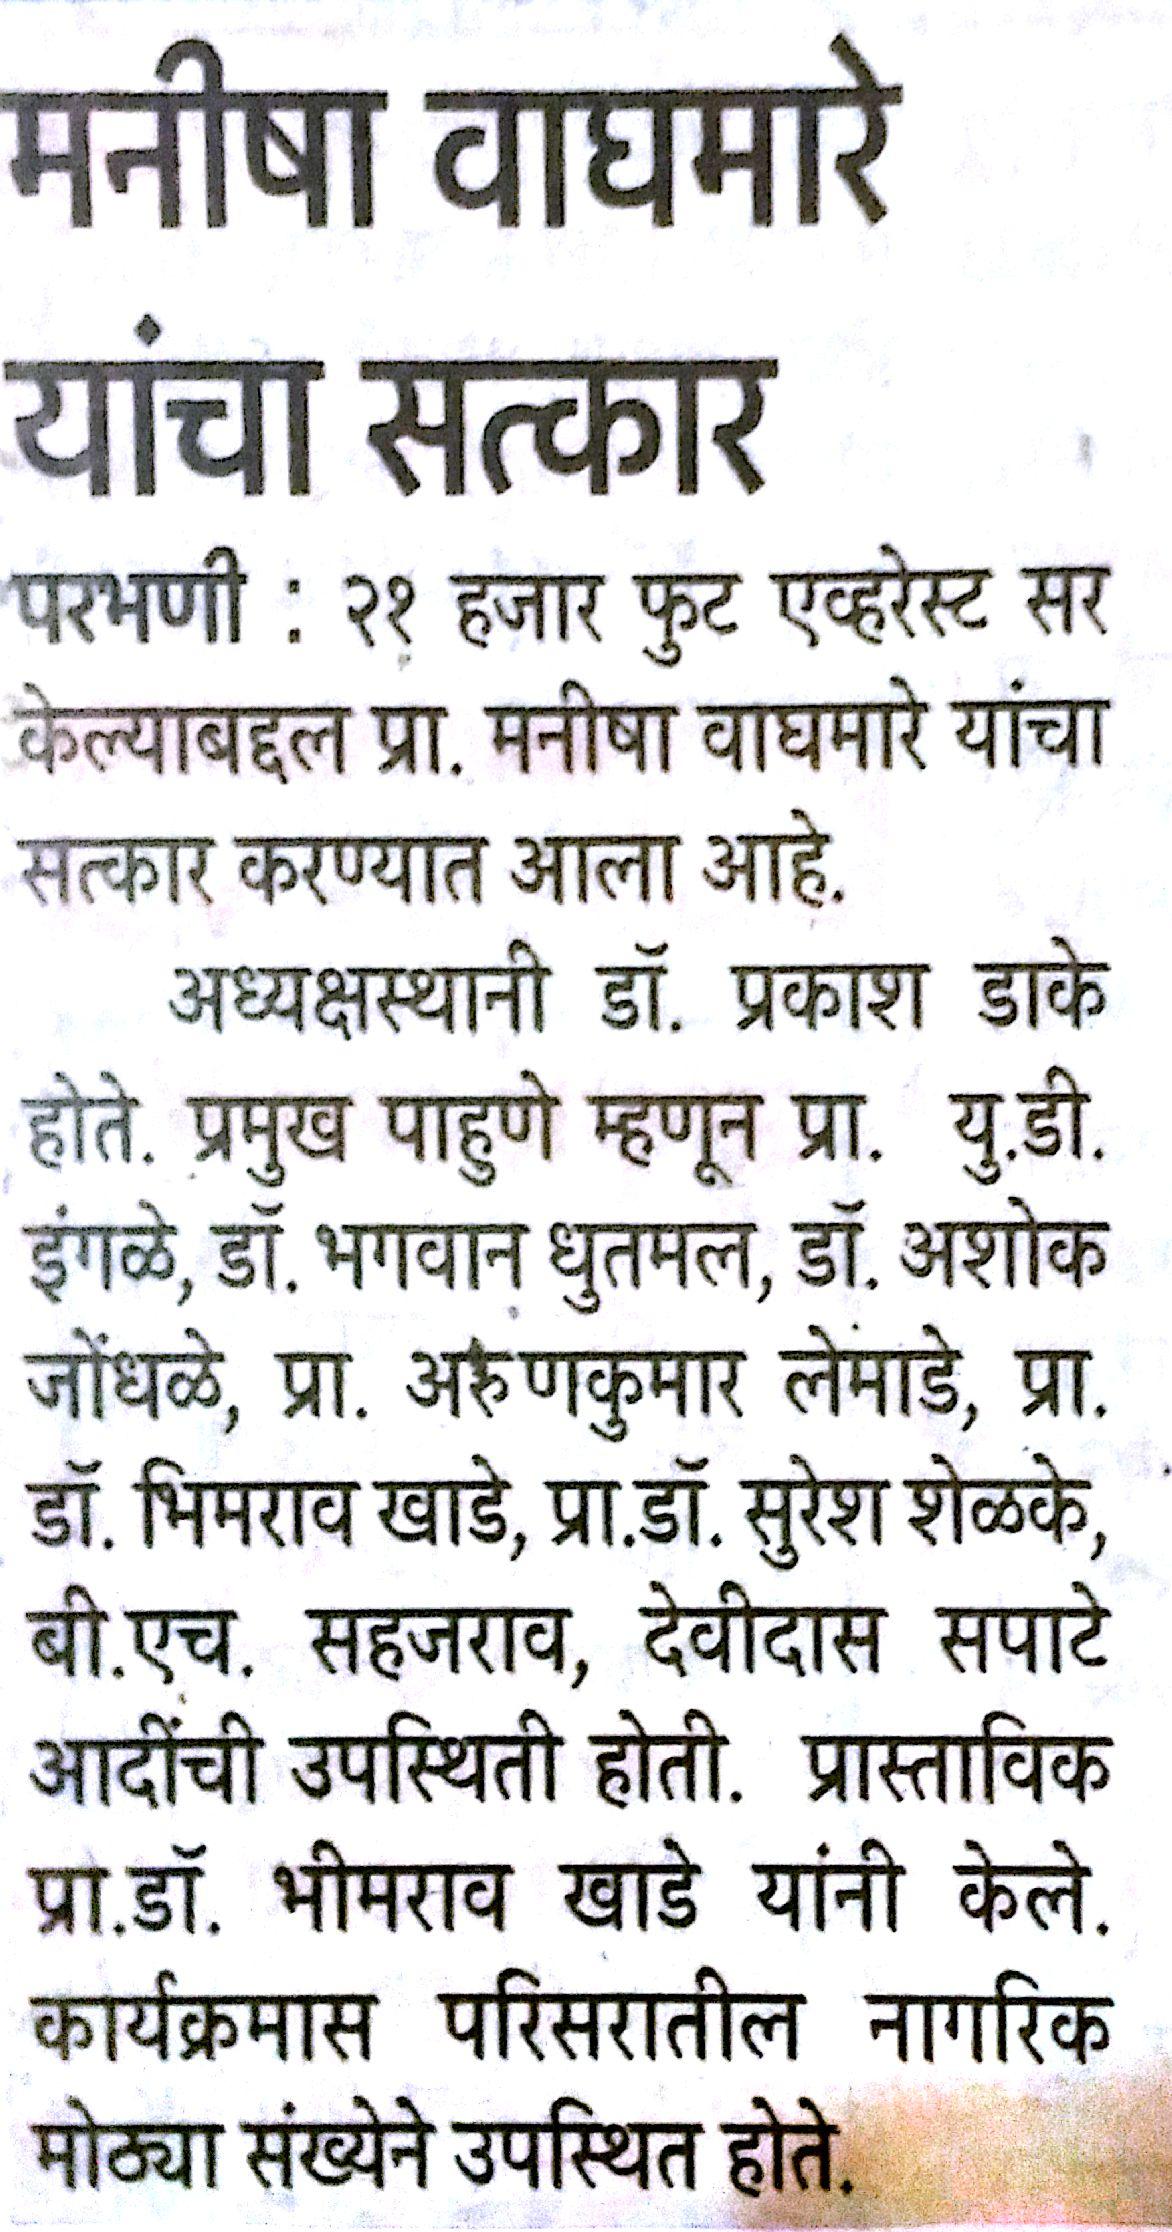 मनीषा वाघमारे
यांचा सत्कार
परभणी : २१ हजार फुट एव्हरेस्ट सर
केल्याबद्दल प्रा. मनीषा वाघमारे यांचा
सत्कार करण्यात आला आहे.
अध्यक्षस्थानी डॉ. प्रकाश डाके
होते. प्रमुख पाहुणे म्हणून प्रा. यु.डी.
इंगळे, डॉ. भगवान धुतमल, डॉ. अशोक
जोंधळे, प्रा. अरुणकुमार लेमाडे, प्रा.
डॉ. भिमराव खाडे, प्रा.डॉ. सुरेश शेळके,
बी.एच. सहजराव, देवीदास सपाटे
आदींची उपस्थिती होती. प्रास्ताविक
प्रा.डॉ. भीमराव खाडे यांनी केले.
कार्यक्रमास परिसरातील नागरिक
मोठ्या संख्येने उपस्थित होते.